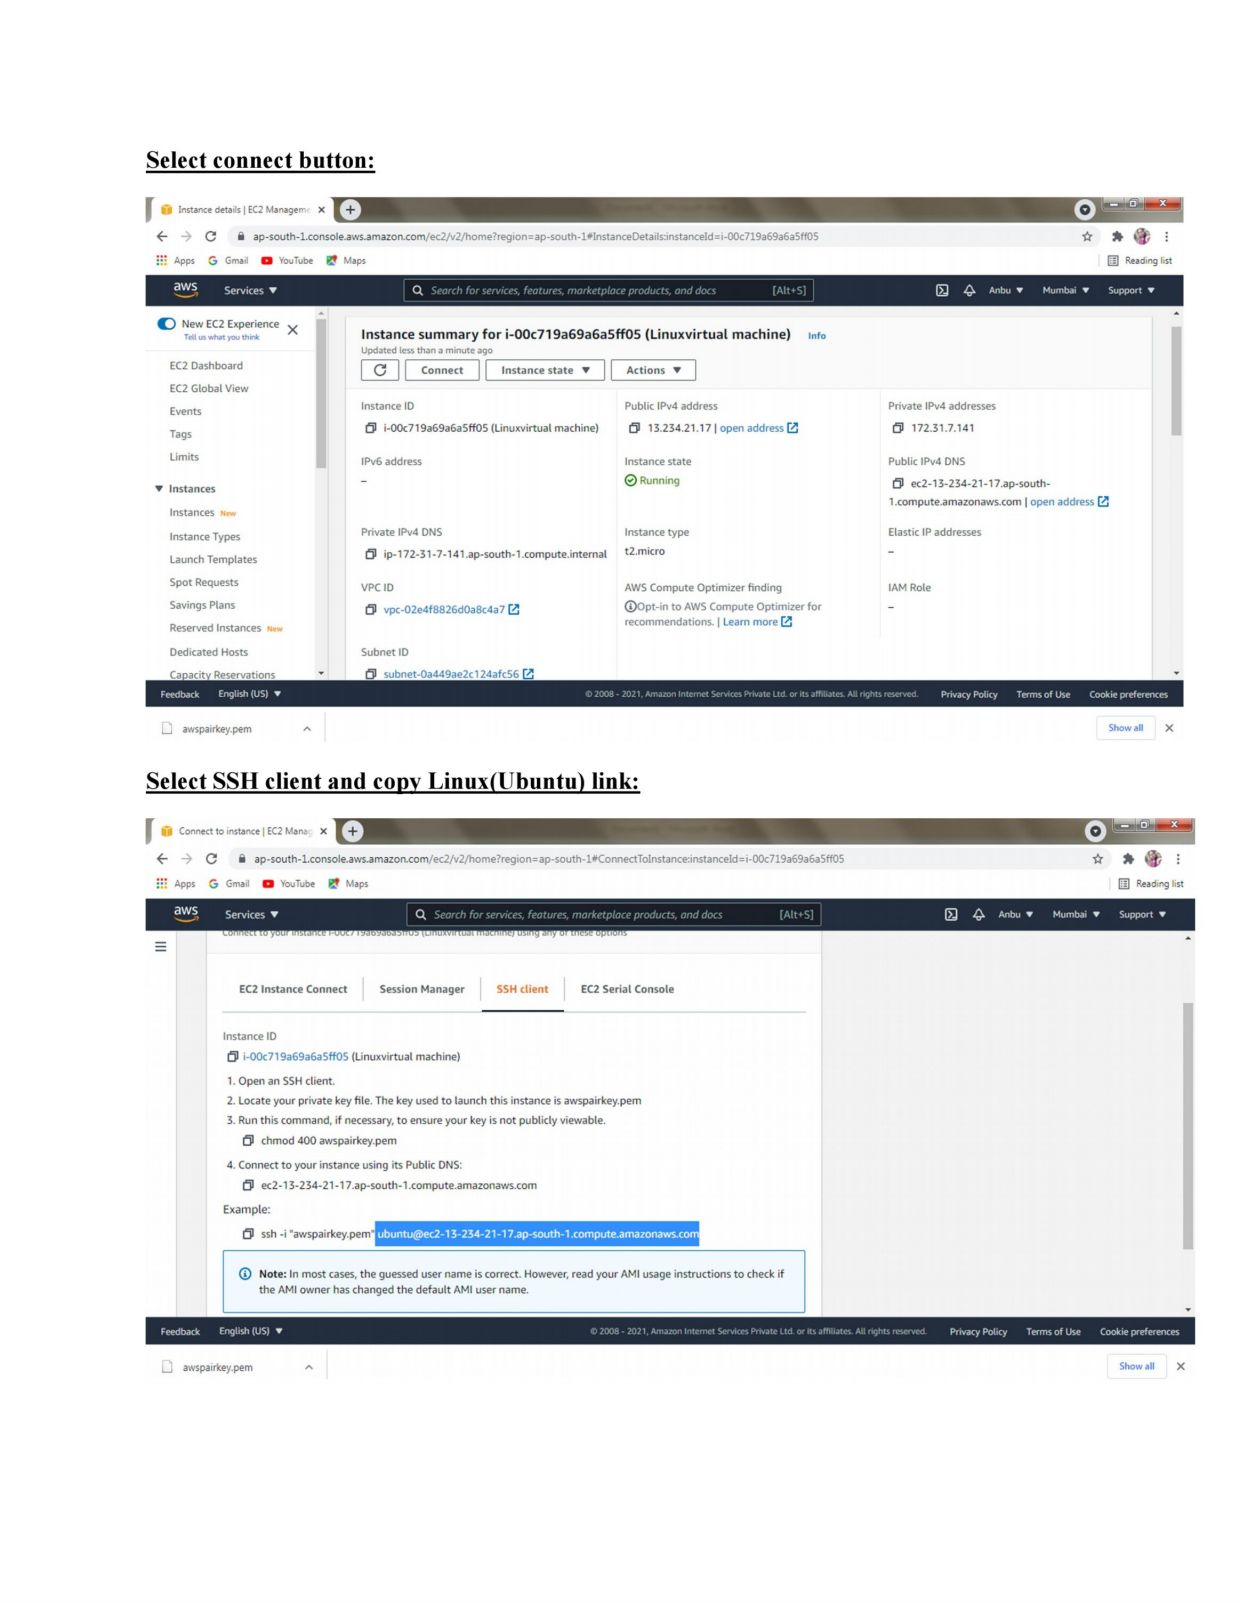 Select connect button:
Instance details | EC2 Manageme
ap-south-1.console.aws.amazon.com/ec2/v2/home?region=ap-south-1#InstanceDetails:instanceId=i-00c719a69a6a5ff05
Apps Gmail YouTube Maps Reading list
aws Services ▼ Search for services, features, marketplace products, and docs [Alt+S] Anbu ▼ Mumbai ▼ Support ▼
New EC2 Experience
Tell us what you think
EC2 Dashboard
EC2 Global View
Events
Tags
Limits
Instances
Instances New
Instance Types
Launch Templates
Spot Requests
Savings Plans
Reserved Instances New
Dedicated Hosts
Capacity Reservations
Instance summary for i-00c719a69a6a5ff05 (Linuxvirtual machine) Info
Updated less than a minute ago
Connect Instance state ▼ Actions ▼
Instance ID
i-00c719a69a6a5ff05 (Linuxvirtual machine)
Public IPv4 address
13.234.21.17 | open address
Private IPv4 addresses
172.31.7.141
IPv6 address
–
Instance state
Running
Public IPv4 DNS
ec2-13-234-21-17.ap-south-
1.compute.amazonaws.com | open address
Private IPv4 DNS
ip-172-31-7-141.ap-south-1.compute.internal
Instance type
t2.micro
Elastic IP addresses
–
VPC ID
vpc-02e4f8826d0a8c4a7
AWS Compute Optimizer finding
Opt-in to AWS Compute Optimizer for
recommendations. | Learn more
IAM Role
–
Subnet ID
subnet-0a449ae2c124afc56
Feedback English (US) ▼ © 2008 - 2021, Amazon Internet Services Private Ltd. or its affiliates. All rights reserved. Privacy Policy Terms of Use Cookie preferences
awspairkey.pem Show all
Select SSH client and copy Linux(Ubuntu) link:
Connect to instance | EC2 Manag
ap-south-1.console.aws.amazon.com/ec2/v2/home?region=ap-south-1#ConnectToInstance:instanceId=i-00c719a69a6a5ff05
Apps Gmail YouTube Maps Reading list
aws Services ▼ Search for services, features, marketplace products, and docs [Alt+S] Anbu ▼ Mumbai ▼ Support ▼
Connect to your instance i-00c719a69a6a5ff05 (Linuxvirtual machine) using any of these options
EC2 Instance Connect Session Manager SSH client EC2 Serial Console
Instance ID
i-00c719a69a6a5ff05 (Linuxvirtual machine)
1. Open an SSH client.
2. Locate your private key file. The key used to launch this instance is awspairkey.pem
3. Run this command, if necessary, to ensure your key is not publicly viewable.
chmod 400 awspairkey.pem
4. Connect to your instance using its Public DNS:
ec2-13-234-21-17.ap-south-1.compute.amazonaws.com
Example:
ssh -i "awspairkey.pem" ubuntu@ec2-13-234-21-17.ap-south-1.compute.amazonaws.com
Note: In most cases, the guessed user name is correct. However, read your AMI usage instructions to check if
the AMI owner has changed the default AMI user name.
Feedback English (US) ▼ © 2008 - 2021, Amazon Internet Services Private Ltd. or its affiliates. All rights reserved. Privacy Policy Terms of Use Cookie preferences
awspairkey.pem Show all